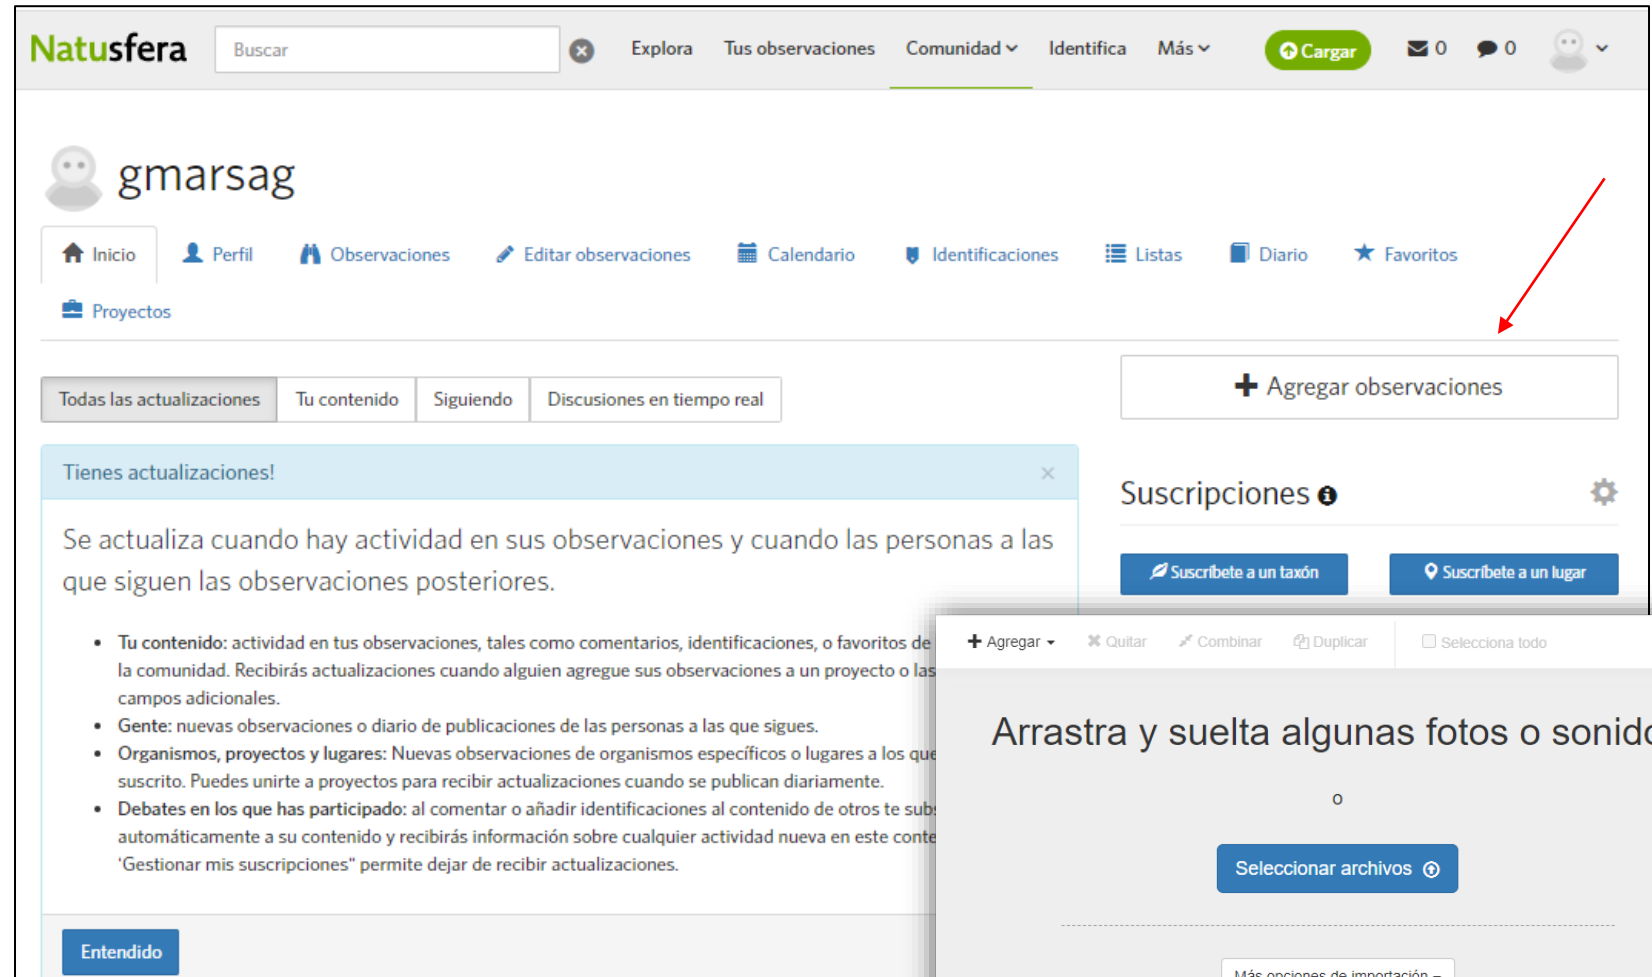 Natusfera
Buscar
Explora Tus observaciones Comunidad Identifica Más Cargar 0 0
gmarsag
Inicio Perfil Observaciones Editar observaciones Calendario Identificaciones Listas Diario Favoritos
Proyectos
Todas las actualizaciones Tu contenido Siguiendo Discusiones en tiempo real
Agregar observaciones
Tienes actualizaciones! ×
Se actualiza cuando hay actividad en sus observaciones y cuando las personas a las
que siguen las observaciones posteriores.
Tu contenido: actividad en tus observaciones, tales como comentarios, identificaciones, o favoritos de
la comunidad. Recibirás actualizaciones cuando alguien agregue sus observaciones a un proyecto o las
campos adicionales.
Gente: nuevas observaciones o diario de publicaciones de las personas a las que sigues.
Organismos, proyectos y lugares: Nuevas observaciones de organismos específicos o lugares a los que
suscrito. Puedes unirte a proyectos para recibir actualizaciones cuando se publican diariamente.
Debates en los que has participado: al comentar o añadir identificaciones al contenido de otros te subs
automáticamente a su contenido y recibirás información sobre cualquier actividad nueva en este conte
'Gestionar mis suscripciones" permite dejar de recibir actualizaciones.
Entendido
Suscripciones
Suscríbete a un taxón Suscríbete a un lugar
Agregar Quitar Combinar Duplicar Selecciona todo
Arrastra y suelta algunas fotos o sonido
o
Seleccionar archivos
Más opciones de importación